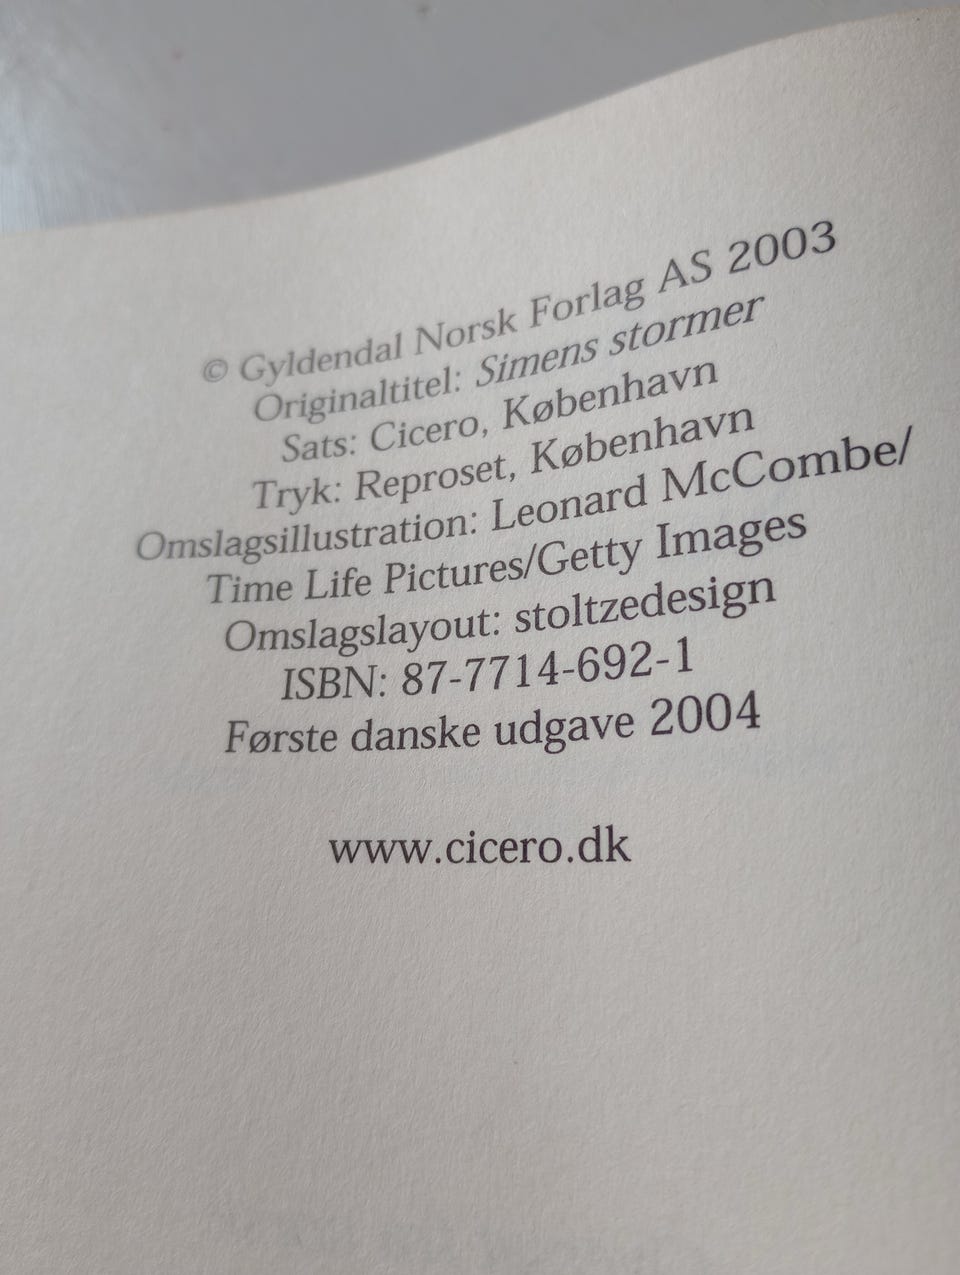 © Gyldendal Norsk Forlag AS 2003
Originaltitel: Simens stormer
Sats: Cicero, København
Tryk: Reproset, København
Omslagsillustration: Leonard McCombe/
Time Life Pictures/Getty Images
Omslagslayout: stoltzedesign
ISBN: 87-7714-692-1
Første danske udgave 2004
www.cicero.dk